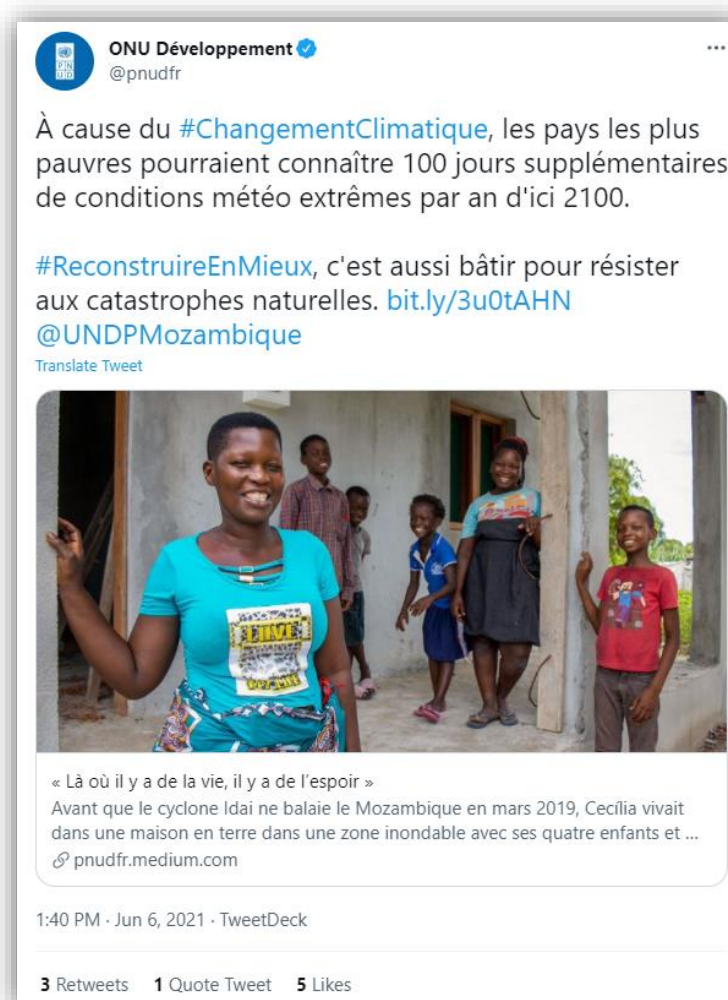 ONU Développement
@pnudfr
À cause du #ChangementClimatique, les pays les plus
pauvres pourraient connaître 100 jours supplémentaires
de conditions météo extrêmes par an d'ici 2100.
#ReconstruireEnMieux, c'est aussi bâtir pour résister
aux catastrophes naturelles. bit.ly/3u0tAHN
@UNDPMozambique
Translate Tweet
« Là où il y a de la vie, il y a de l'espoir »
Avant que le cyclone Idai ne balaie le Mozambique en mars 2019, Cecília vivait
dans une maison en terre dans une zone inondable avec ses quatre enfants et ...
pnudfr.medium.com
1:40 PM · Jun 6, 2021 · TweetDeck
3 Retweets 1 Quote Tweet 5 Likes